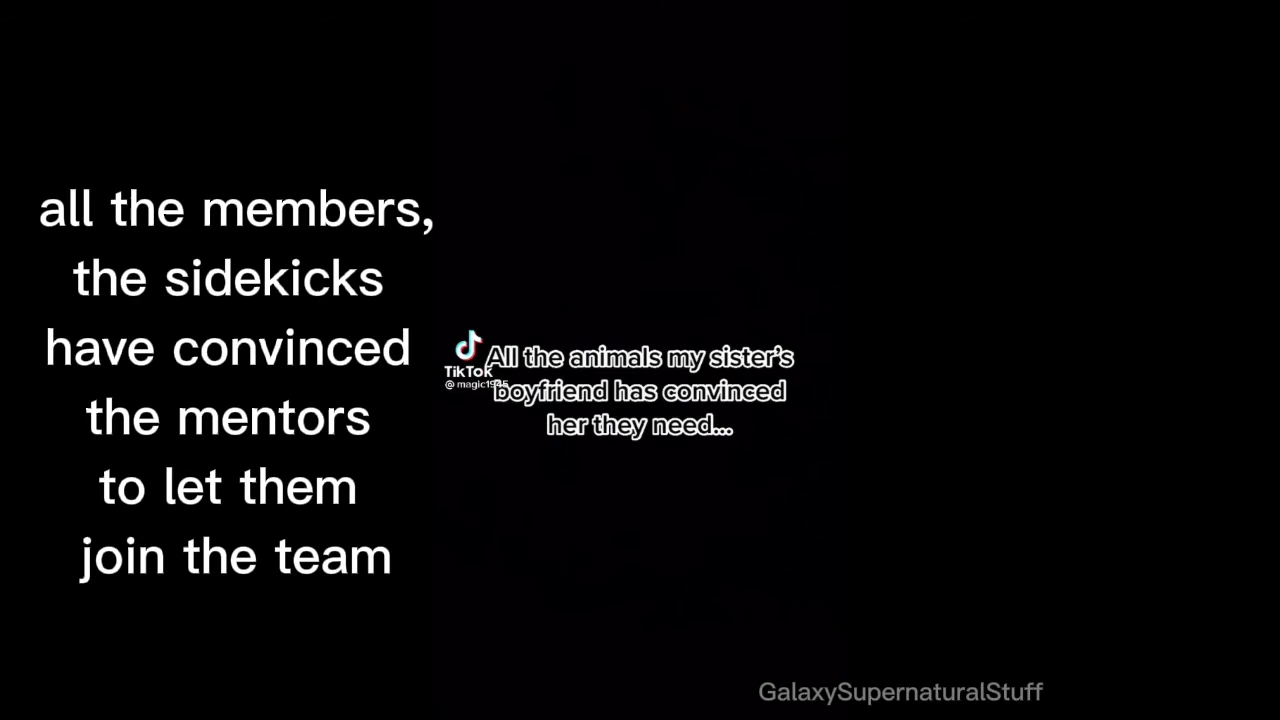 all the members,
the sidekicks
have convinced
the mentors
to let them
join the team
TikTok
@magic1945
All the animals my sister's
boyfriend has convinced
her they need...
GalaxySupernaturalStuff